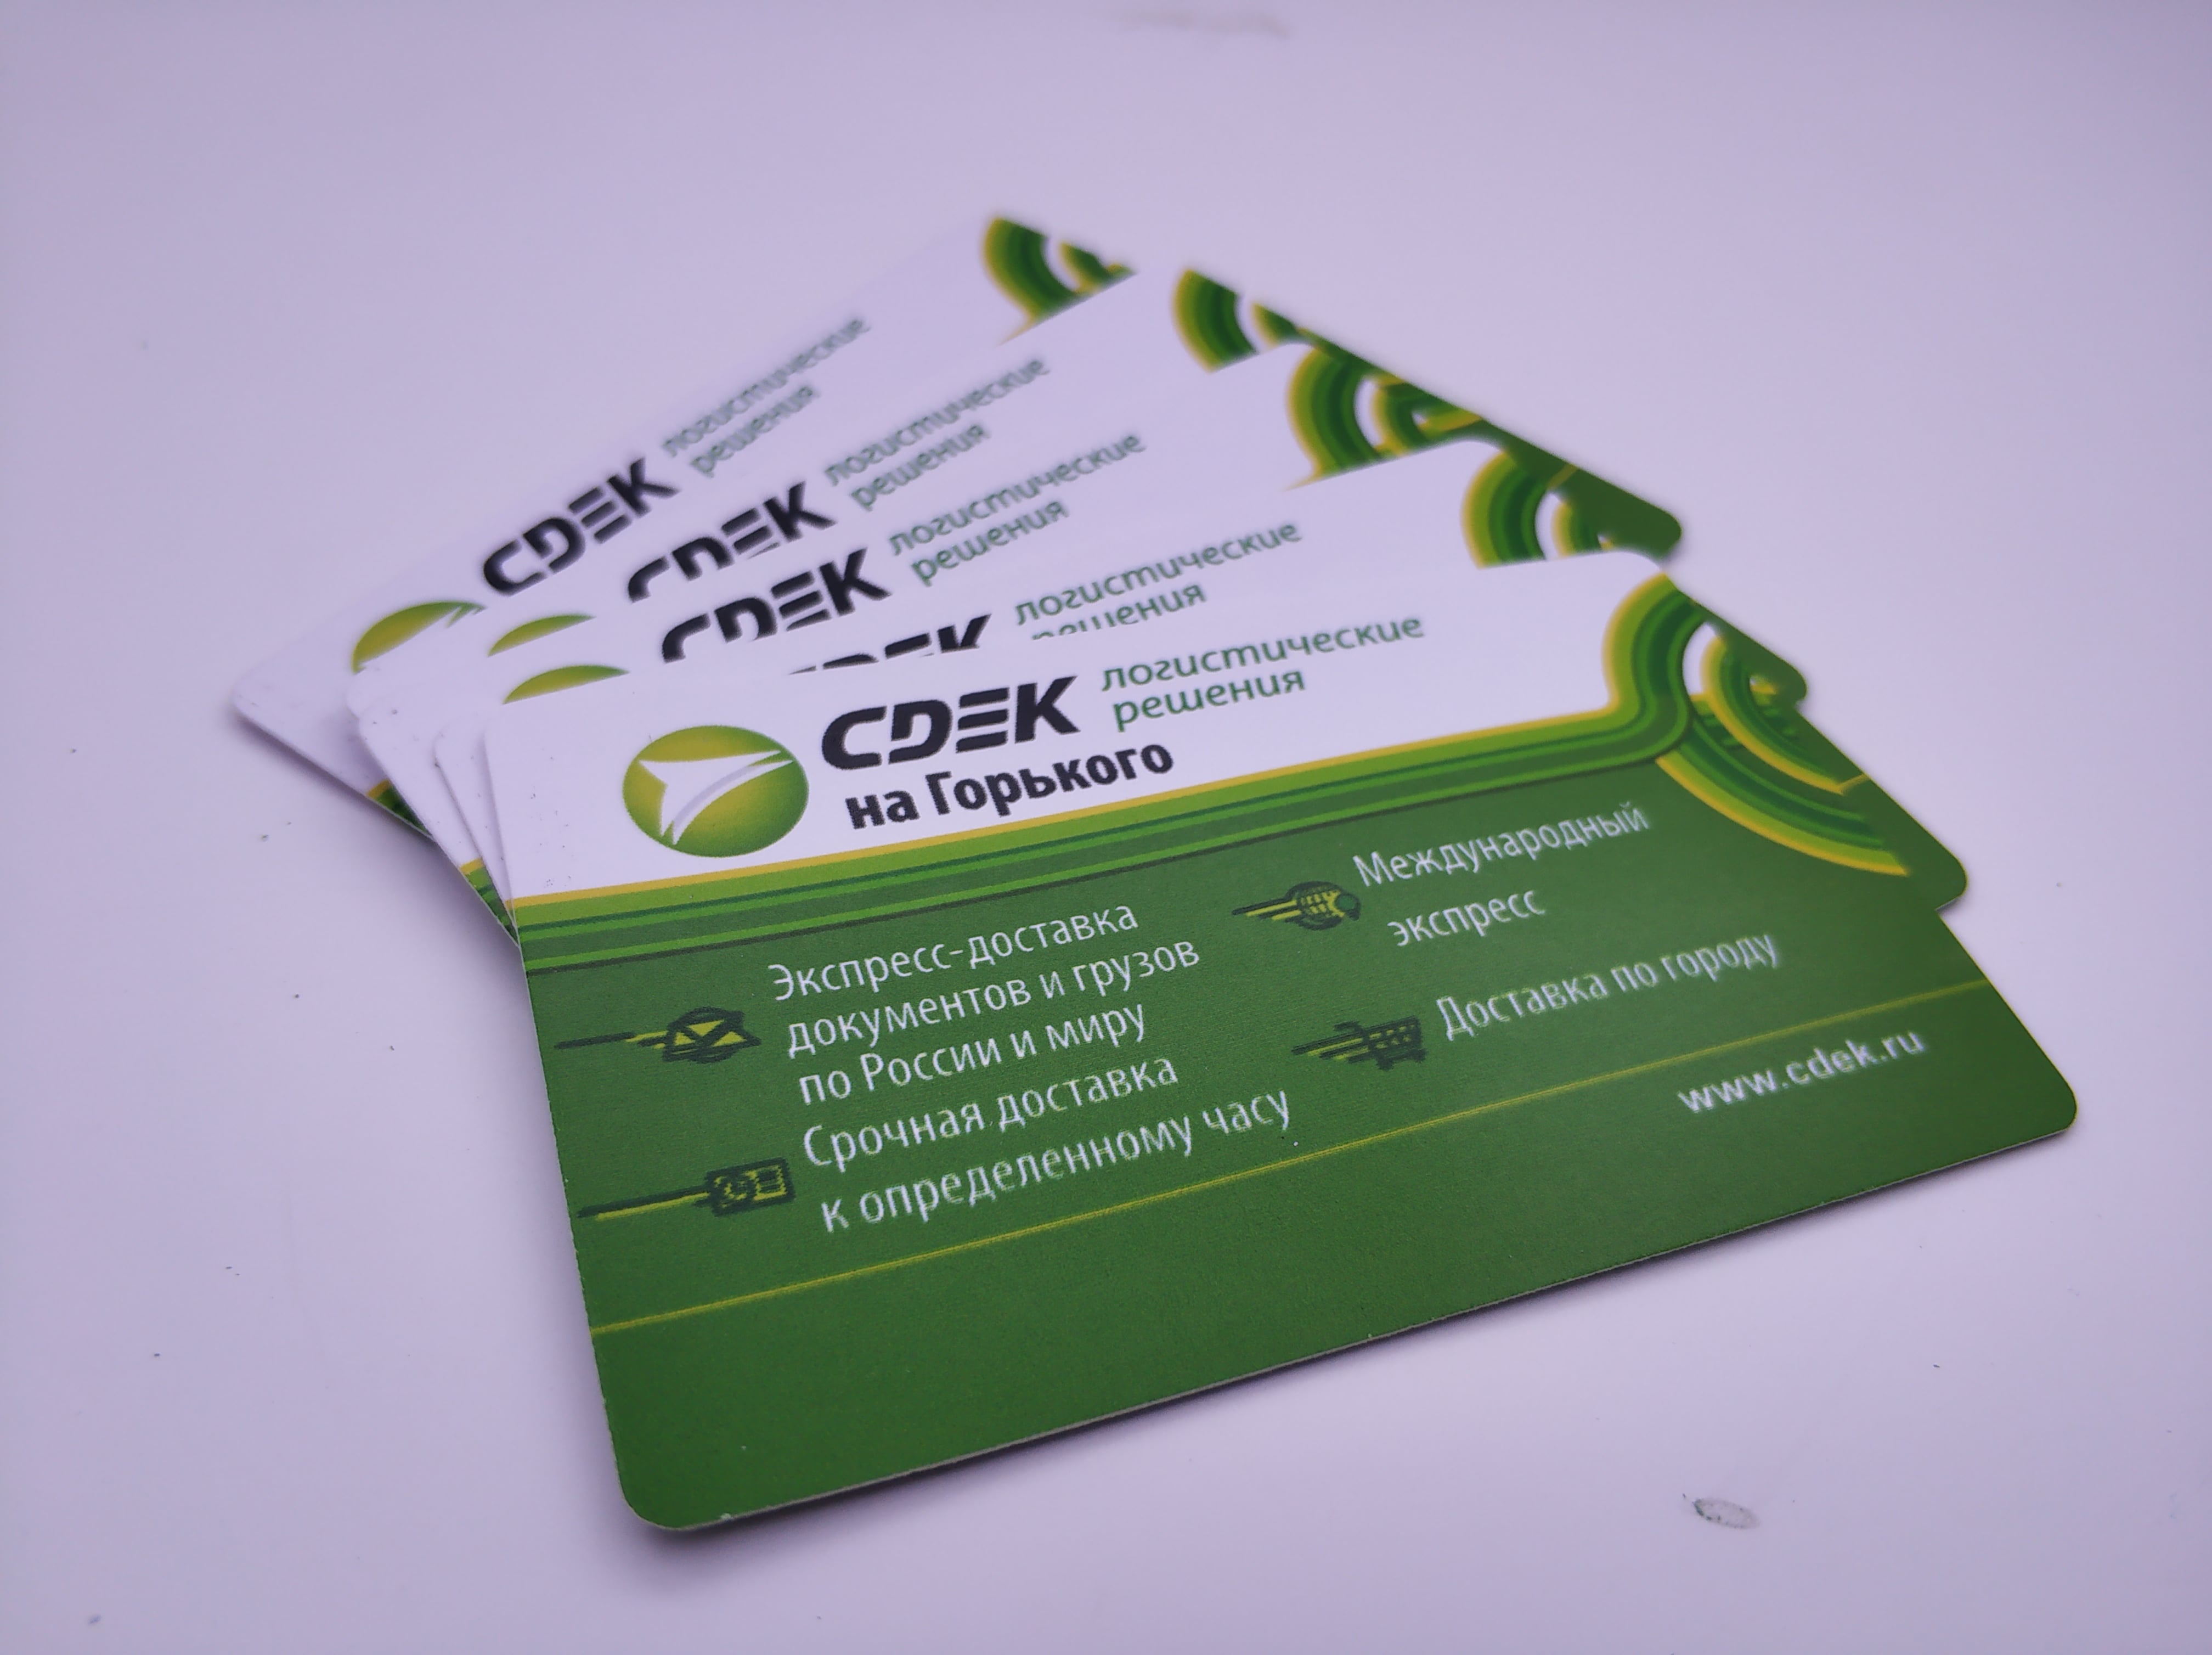 CDEK логистические
решения
CDEK логистические
решения
CDEK логистические
решения
CDEK логистические
решения
CDEK логистические
решения
на Горького
Экспресс-доставка
документов и грузов
по России и миру
Срочная доставка
к определенному часу
Международный
экспресс
Доставка по городу
www.cdek.ru